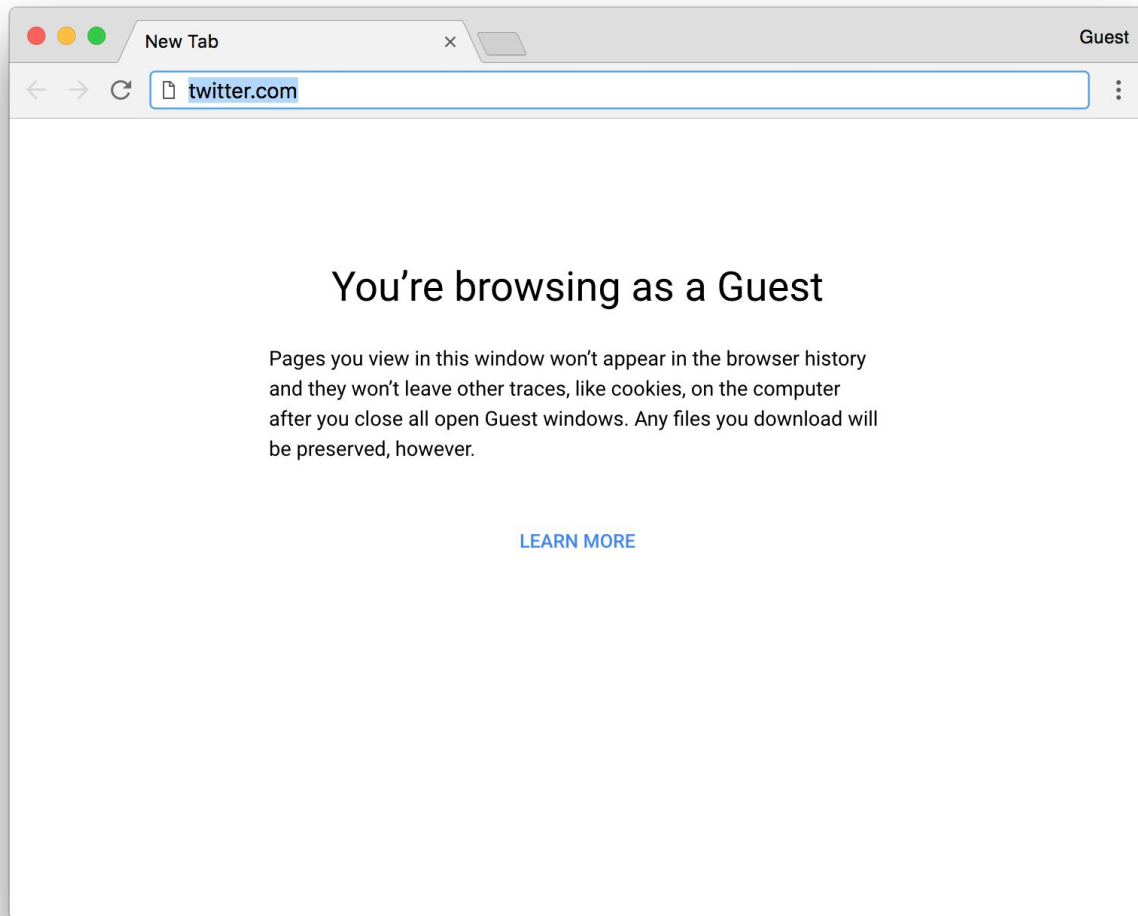 New Tab
Guest
twitter.com
You’re browsing as a Guest
Pages you view in this window won’t appear in the browser history
and they won’t leave other traces, like cookies, on the computer
after you close all open Guest windows. Any files you download will
be preserved, however.
LEARN MORE